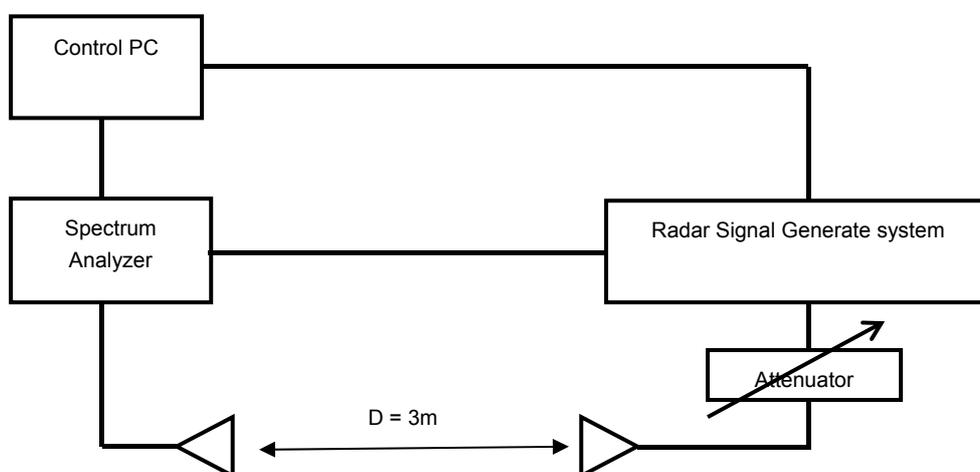 Control PC
Spectrum
Analyzer
Radar Signal Generate system
Attenuator
D = 3m